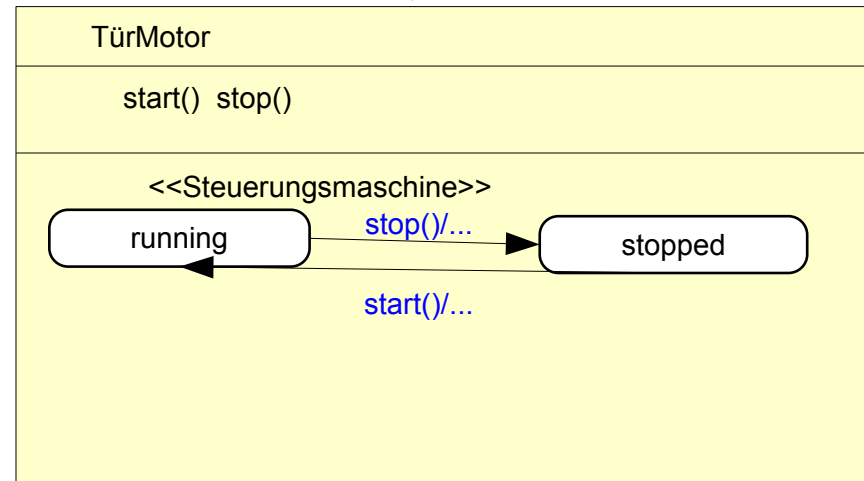 TürMotor
start() stop()
<<Steuerungsmaschine>>
running
stop()/...
stopped
start()/...